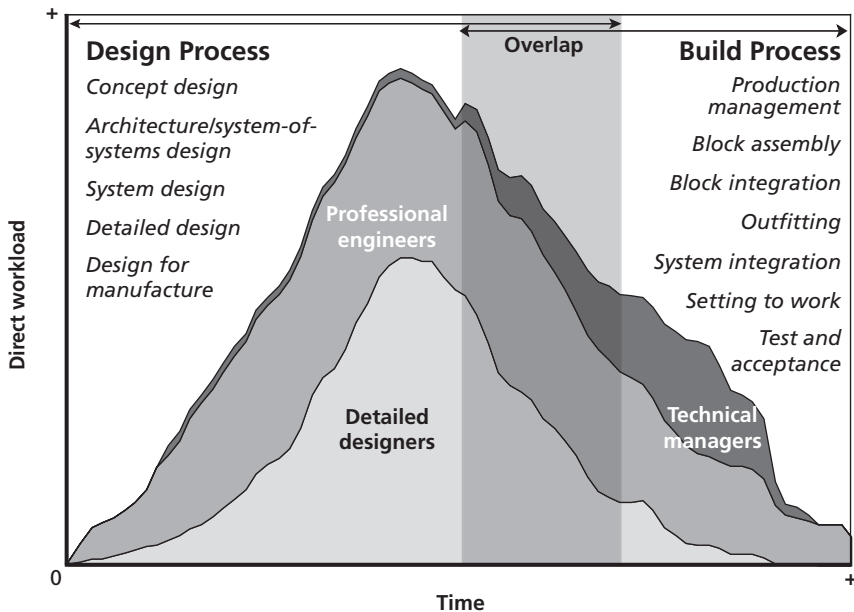 +
Design Process
Concept design
Architecture/system-of-
systems design
System design
Detailed design
Design for
manufacture
Overlap
Build Process
Production
management
Block assembly
Block integration
Outfitting
System integration
Setting to work
Test and
acceptance
Professional
engineers
Detailed
designers
Technical
managers
Direct workload
0
Time
+